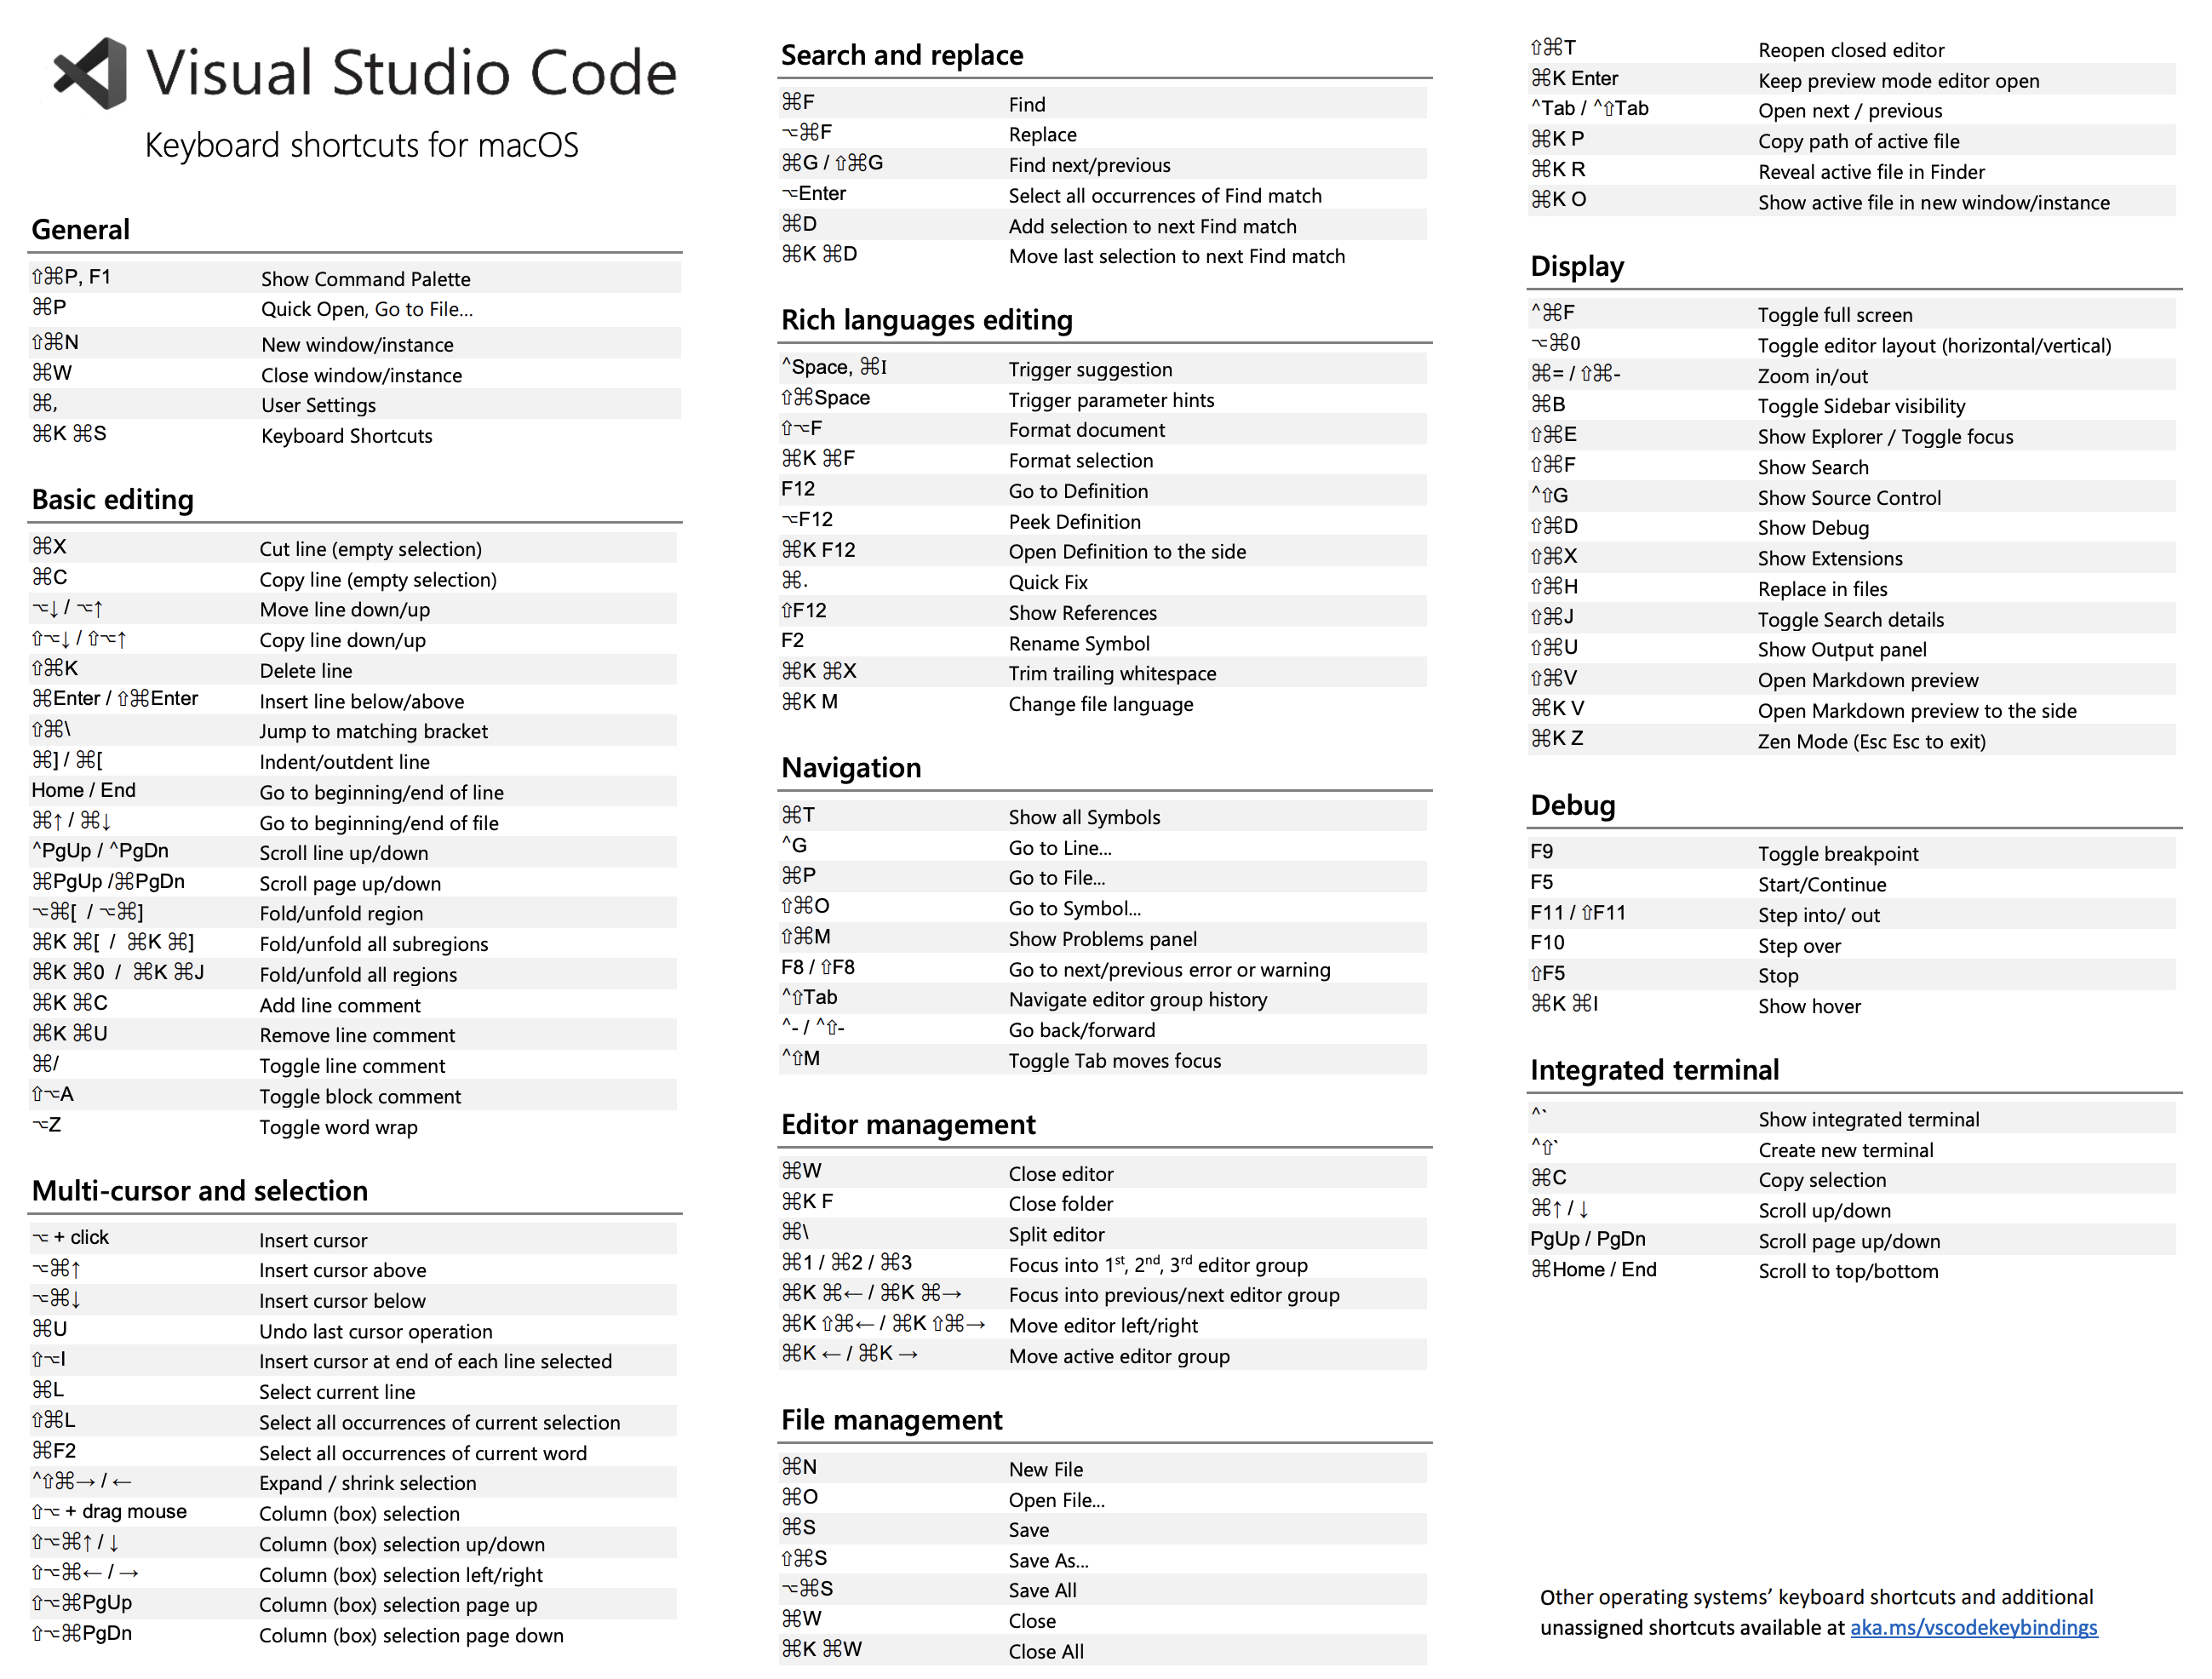 Visual Studio Code
Keyboard shortcuts for macOS
General
⇧⌘P, F1 Show Command Palette
⌘P Quick Open, Go to File…
⇧⌘N New window/instance
⌘W Close window/instance
⌘, User Settings
⌘K ⌘S Keyboard Shortcuts
Basic editing
⌘X Cut line (empty selection)
⌘C Copy line (empty selection)
⌥↓ / ⌥↑ Move line down/up
⇧⌥↓ / ⇧⌥↑ Copy line down/up
⇧⌘K Delete line
⌘Enter / ⇧⌘Enter Insert line below/above
⇧⌘\ Jump to matching bracket
⌘] / ⌘[ Indent/outdent line
Home / End Go to beginning/end of line
⌘↑ / ⌘↓ Go to beginning/end of file
^PgUp / ^PgDn Scroll line up/down
⌘PgUp /⌘PgDn Scroll page up/down
⌥⌘[ / ⌥⌘] Fold/unfold region
⌘K ⌘[ / ⌘K ⌘] Fold/unfold all subregions
⌘K ⌘0 / ⌘K ⌘J Fold/unfold all regions
⌘K ⌘C Add line comment
⌘K ⌘U Remove line comment
⌘/ Toggle line comment
⇧⌥A Toggle block comment
⌥Z Toggle word wrap
Multi-cursor and selection
⌥ + click Insert cursor
⌥⌘↑ Insert cursor above
⌥⌘↓ Insert cursor below
⌘U Undo last cursor operation
⇧⌥I Insert cursor at end of each line selected
⌘L Select current line
⇧⌘L Select all occurrences of current selection
⌘F2 Select all occurrences of current word
^⇧⌘→ / ← Expand / shrink selection
⇧⌥ + drag mouse Column (box) selection
⇧⌥⌘↑ / ↓ Column (box) selection up/down
⇧⌥⌘← / → Column (box) selection left/right
⇧⌥⌘PgUp Column (box) selection page up
⇧⌥⌘PgDn Column (box) selection page down
Search and replace
⌘F Find
⌥⌘F Replace
⌘G / ⇧⌘G Find next/previous
⌥Enter Select all occurrences of Find match
⌘D Add selection to next Find match
⌘K ⌘D Move last selection to next Find match
Rich languages editing
^Space, ⌘I Trigger suggestion
⇧⌘Space Trigger parameter hints
⇧⌥F Format document
⌘K ⌘F Format selection
F12 Go to Definition
⌥F12 Peek Definition
⌘K F12 Open Definition to the side
⌘. Quick Fix
⇧F12 Show References
F2 Rename Symbol
⌘K ⌘X Trim trailing whitespace
⌘K M Change file language
Navigation
⌘T Show all Symbols
^G Go to Line...
⌘P Go to File...
⇧⌘O Go to Symbol...
⇧⌘M Show Problems panel
F8 / ⇧F8 Go to next/previous error or warning
^⇧Tab Navigate editor group history
^- / ^⇧- Go back/forward
^⇧M Toggle Tab moves focus
Editor management
⌘W Close editor
⌘K F Close folder
⌘\ Split editor
⌘1 / ⌘2 / ⌘3 Focus into 1st, 2nd, 3rd editor group
⌘K ⌘← / ⌘K ⌘→ Focus into previous/next editor group
⌘K ⇧⌘← / ⌘K ⇧⌘→ Move editor left/right
⌘K ← / ⌘K → Move active editor group
File management
⌘N New File
⌘O Open File...
⌘S Save
⇧⌘S Save As...
⌥⌘S Save All
⌘W Close
⌘K ⌘W Close All
⇧⌘T Reopen closed editor
⌘K Enter Keep preview mode editor open
^Tab / ^⇧Tab Open next / previous
⌘K P Copy path of active file
⌘K R Reveal active file in Finder
⌘K O Show active file in new window/instance
Display
^⌘F Toggle full screen
⌥⌘0 Toggle editor layout (horizontal/vertical)
⌘= / ⇧⌘- Zoom in/out
⌘B Toggle Sidebar visibility
⇧⌘E Show Explorer / Toggle focus
⇧⌘F Show Search
^⇧G Show Source Control
⇧⌘D Show Debug
⇧⌘X Show Extensions
⇧⌘H Replace in files
⇧⌘J Toggle Search details
⇧⌘U Show Output panel
⇧⌘V Open Markdown preview
⌘K V Open Markdown preview to the side
⌘K Z Zen Mode (Esc Esc to exit)
Debug
F9 Toggle breakpoint
F5 Start/Continue
F11 / ⇧F11 Step into/ out
F10 Step over
⇧F5 Stop
⌘K ⌘I Show hover
Integrated terminal
^` Show integrated terminal
^⇧` Create new terminal
⌘C Copy selection
⌘↑ / ↓ Scroll up/down
PgUp / PgDn Scroll page up/down
⌘Home / End Scroll to top/bottom
Other operating systems’ keyboard shortcuts and additional
unassigned shortcuts available at aka.ms/vscodekeybindings